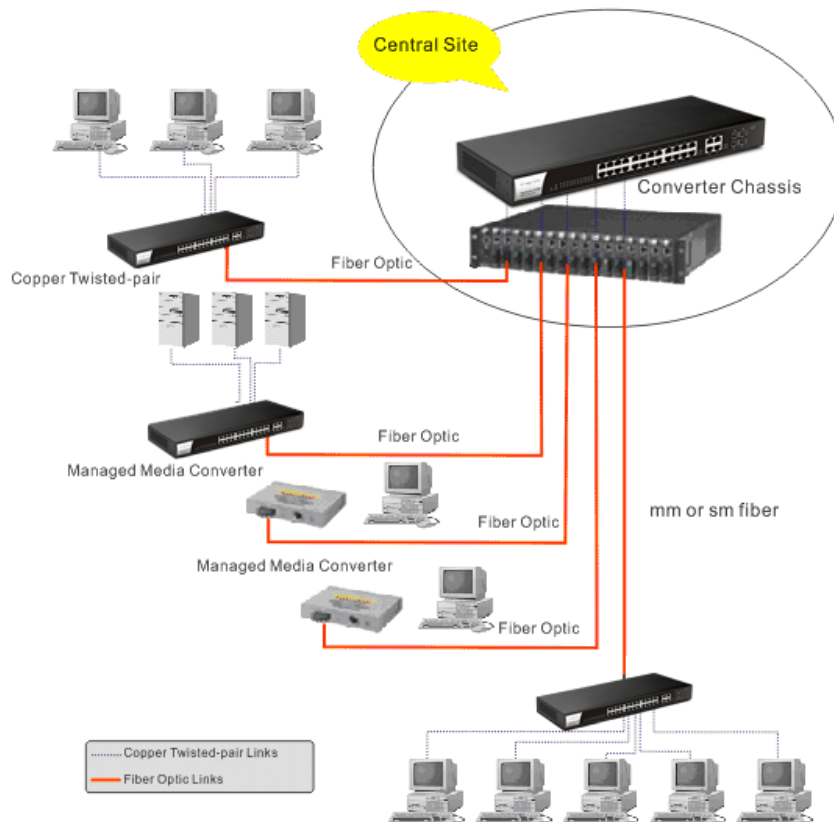 Central Site
Converter Chassis
Fiber Optic
Copper Twisted-pair
Fiber Optic
Managed Media Converter
Fiber Optic
mm or sm fiber
Managed Media Converter
Fiber Optic
Copper Twisted-pair Links
Fiber Optic Links